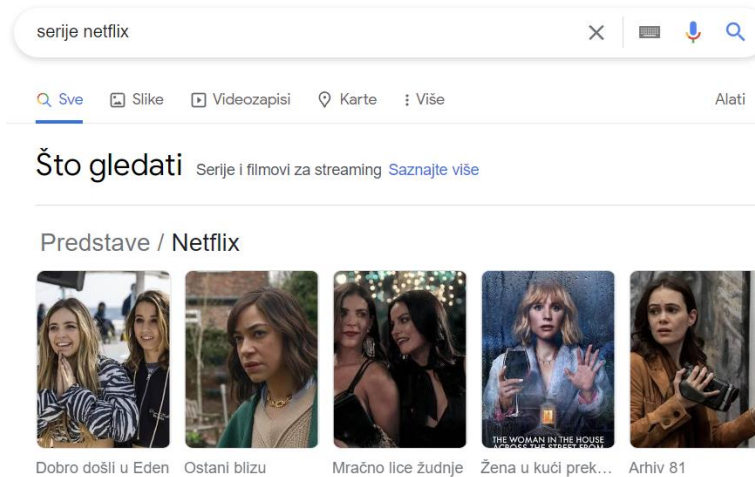 serije netflix
Sve Slike Videozapisi Karte Više Alati
Što gledati Serije i filmovi za streaming Saznajte više
Predstave / Netflix
THE WOMAN IN THE HOUSE
ACROSS THE STREET FROM
Dobro došli u Eden Ostani blizu Mračno lice žudnje Žena u kući prek... Arhiv 81